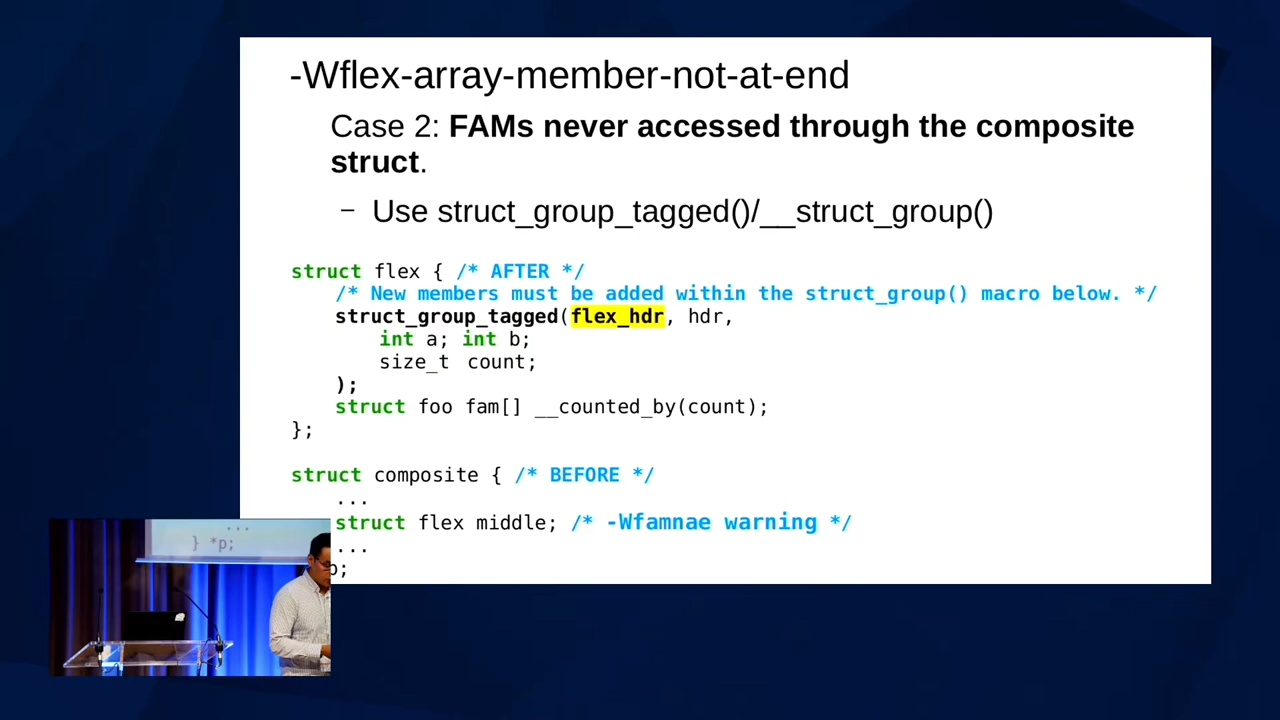 -Wflex-array-member-not-at-end
Case 2: FAMs never accessed through the composite
struct.
– Use struct_group_tagged()/__struct_group()
struct flex { /* AFTER */
/* New members must be added within the struct_group() macro below. */
struct_group_tagged(flex_hdr, hdr,
int a; int b;
size_t count;
);
struct foo fam[] __counted_by(count);
};
struct composite { /* BEFORE */
...
struct flex middle; /* -Wfamnae warning */
...
p;
...
} *p;